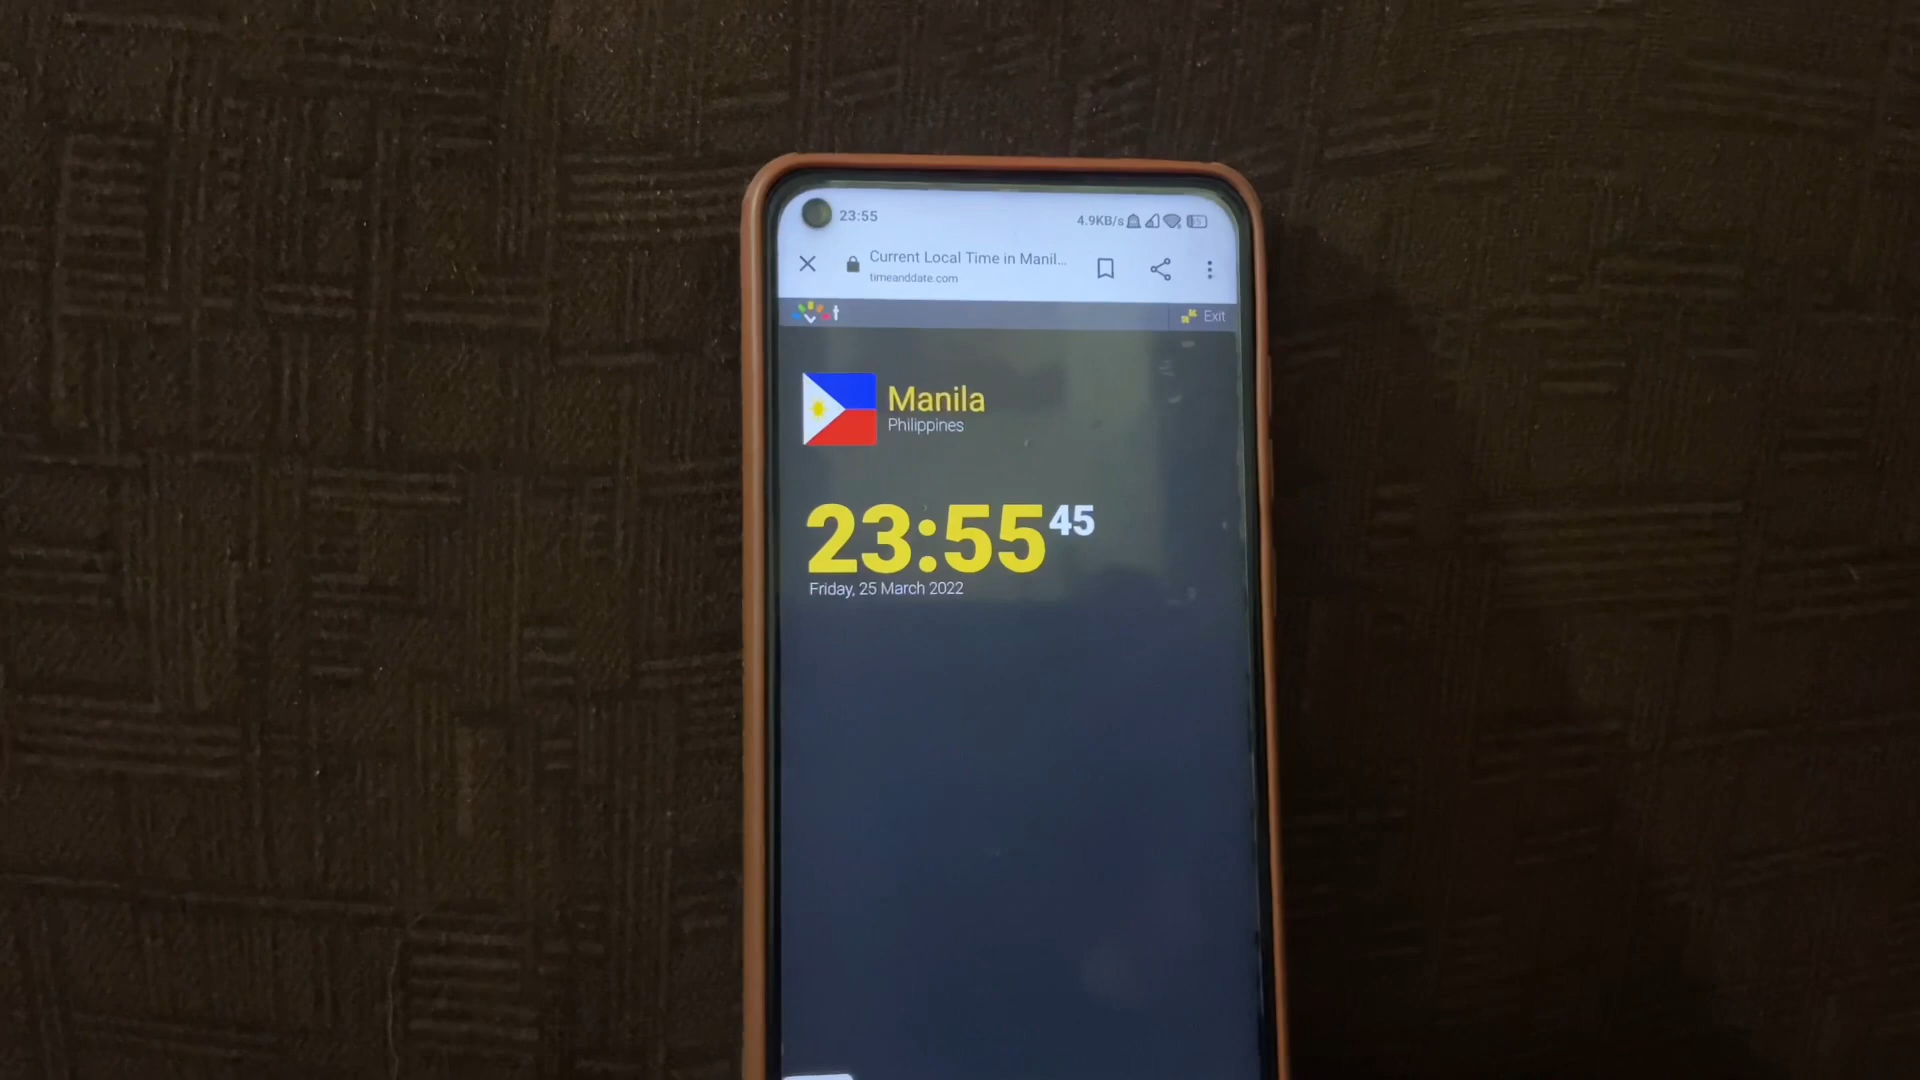 23:55 4.9KB/s
Current Local Time in Manil...
timeanddate.com
t Exit
Manila
Philippines
23:55 45
Friday, 25 March 2022